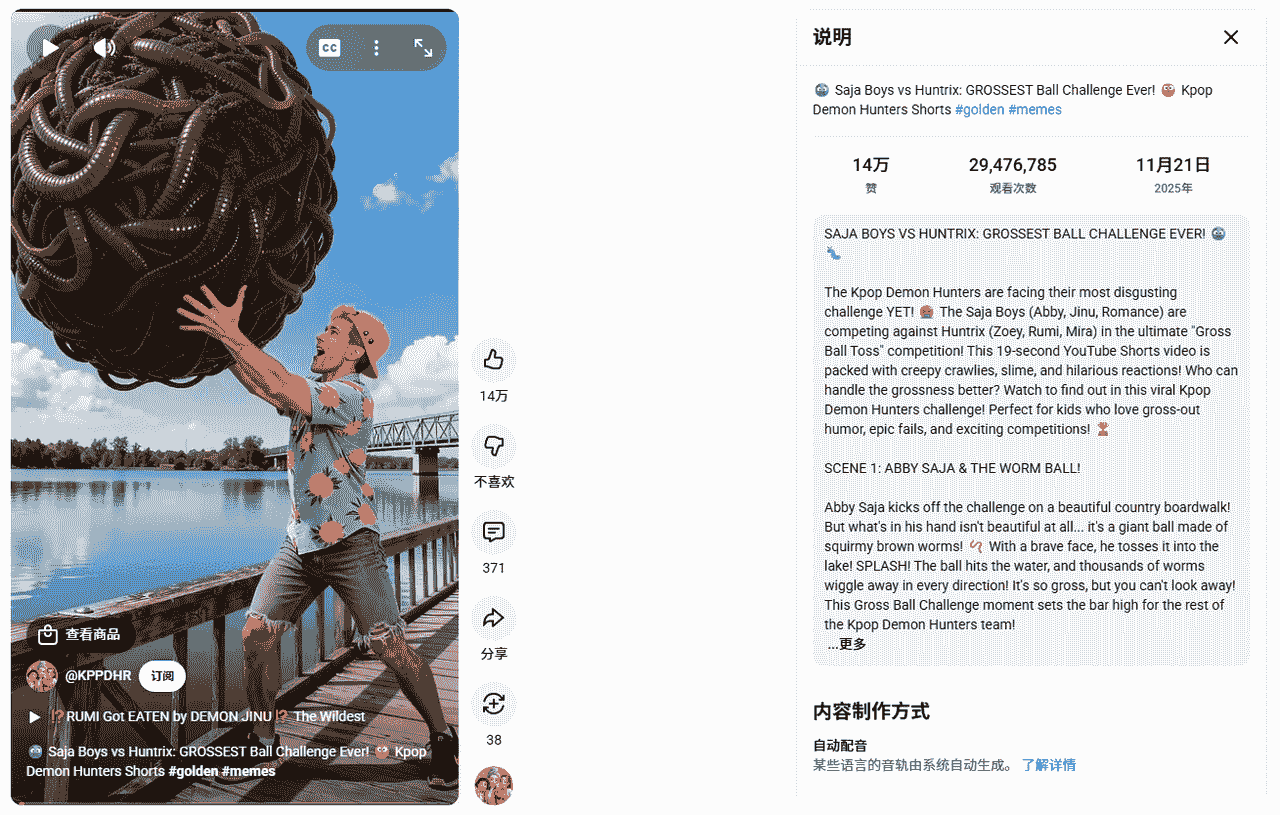 CC
查看商品
@KPPDHR 订阅
⁉️RUMI Got EATEN by DEMON JINU⁉️ The Wildest
Saja Boys vs Huntrix: GROSSEST Ball Challenge Ever! Kpop
Demon Hunters Shorts #golden #memes
14万
不喜欢
371
分享
38
说明
Saja Boys vs Huntrix: GROSSEST Ball Challenge Ever! Kpop
Demon Hunters Shorts #golden #memes
14万 29,476,785 11月21日
赞 观看次数 2025年
SAJA BOYS VS HUNTRIX: GROSSEST BALL CHALLENGE EVER!
The Kpop Demon Hunters are facing their most disgusting
challenge YET! The Saja Boys (Abby, Jinu, Romance) are
competing against Huntrix (Zoey, Rumi, Mira) in the ultimate "Gross
Ball Toss" competition! This 19-second YouTube Shorts video is
packed with creepy crawlies, slime, and hilarious reactions! Who can
handle the grossness better? Watch to find out in this viral Kpop
Demon Hunters challenge! Perfect for kids who love gross-out
humor, epic fails, and exciting competitions!
SCENE 1: ABBY SAJA & THE WORM BALL!
Abby Saja kicks off the challenge on a beautiful country boardwalk!
But what's in his hand isn't beautiful at all... it's a giant ball made of
squirmy brown worms! With a brave face, he tosses it into the
lake! SPLASH! The ball hits the water, and thousands of worms
wiggle away in every direction! It's so gross, but you can't look away!
This Gross Ball Challenge moment sets the bar high for the rest of
the Kpop Demon Hunters team!
...更多
内容制作方式
自动配音
某些语言的音轨由系统自动生成。 了解详情